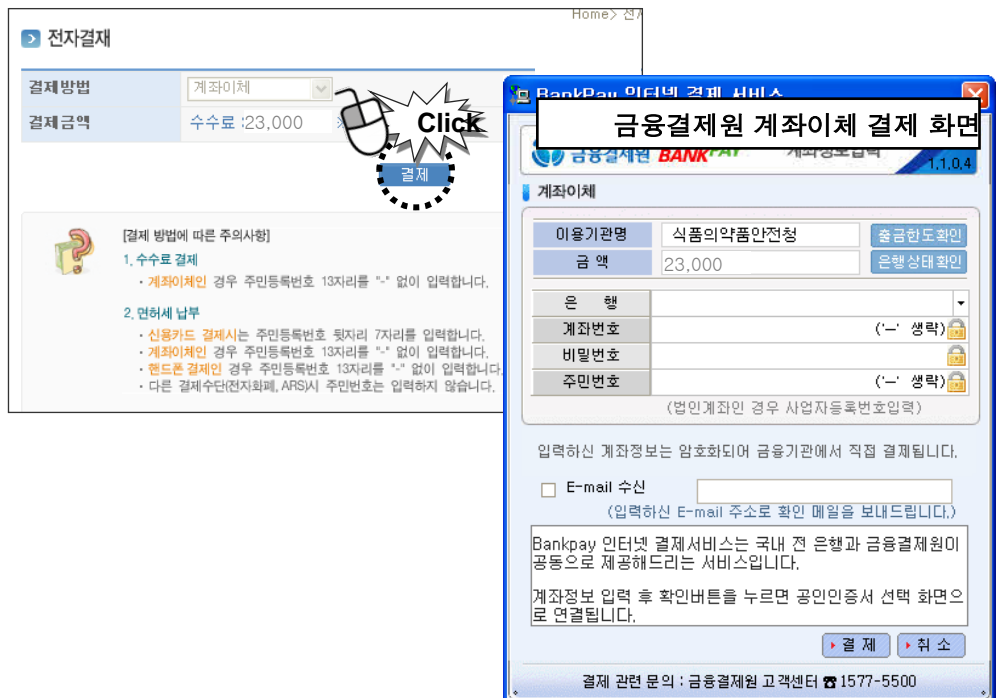 Home> 전
전자결재
결제방법 계좌이체
결제금액 수수료 :23,000
Click
결제
[결제 방법에 따른 주의사항]
1. 수수료 결제
· 계좌이체인 경우 주민등록번호 13자리를 "-" 없이 입력합니다.
2. 면허세 납부
· 신용카드 결제시는 주민등록번호 뒷자리 7자리를 입력합니다.
· 계좌이체인 경우 주민등록번호 13자리를 "-" 없이 입력합니다.
· 핸드폰 결제인 경우 주민등록번호 13자리를 "-" 없이 입력합니다.
· 다른 결제수단(전자화폐, ARS)시 주민번호는 입력하지 않습니다.
BankPay 인터넷 결제 서비스
금융결제원 계좌이체 결제 화면
금융결제원 BANKPAY 계좌정보입력
1,1,0,4
계좌이체
이용기관명 식품의약품안전청 출금한도확인
금 액 23,000 은행상태확인
은 행
계좌번호 ('-' 생략)
비밀번호
주민번호 ('-' 생략)
(법인계좌인 경우 사업자등록번호입력)
입력하신 계좌정보는 암호화되어 금융기관에서 직접 결제됩니다.
E-mail 수신
(입력하신 E-mail 주소로 확인 메일을 보내드립니다.)
Bankpay 인터넷 결제서비스는 국내 전 은행과 금융결제원이
공동으로 제공해드리는 서비스입니다.
계좌정보 입력 후 확인버튼을 누르면 공인인증서 선택 화면으
로 연결됩니다.
결 제 취 소
결제 관련 문의 : 금융결제원 고객센터 ☎ 1577-5500